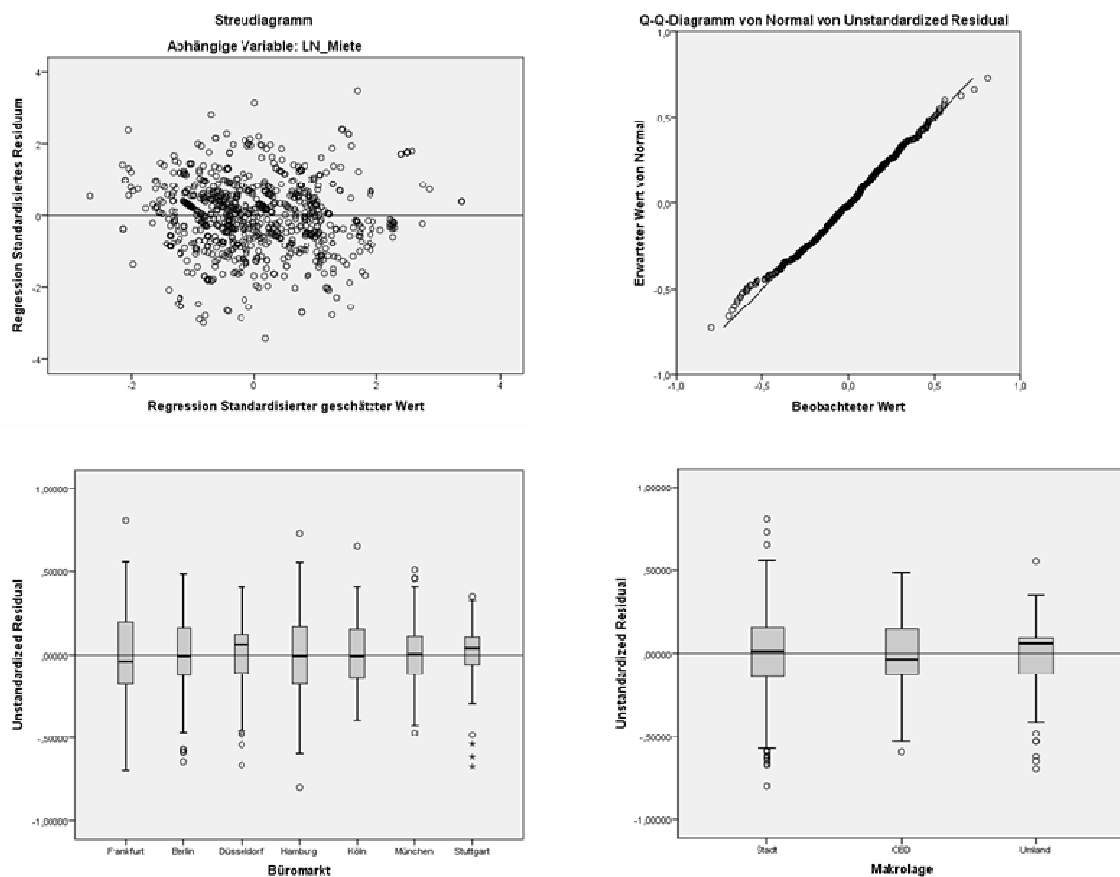 Streudiagramm
Abhängige Variable: LN_Miete
Regression Standardisiertes Residuum
4
2
0
-2
-4
-2
0
2
4
Regression Standardisierter geschätzter Wert
Q-Q-Diagramm von Normal von Unstandardized Residual
Erwarteter Wert von Normal
1,0
0,5
0,0
-0,5
-1,0
-1,0
-0,5
0,0
0,5
1,0
Beobachteter Wert
Unstandardized Residual
1,00000
,50000
,00000
-,50000
-1,00000
Frankfurt Berlin Düsseldorf Hamburg Köln München Stuttgart
Büromarkt
Unstandardized Residual
1,00000
,50000
,00000
-,50000
-1,00000
Stadt CBD Umland
Makrolage